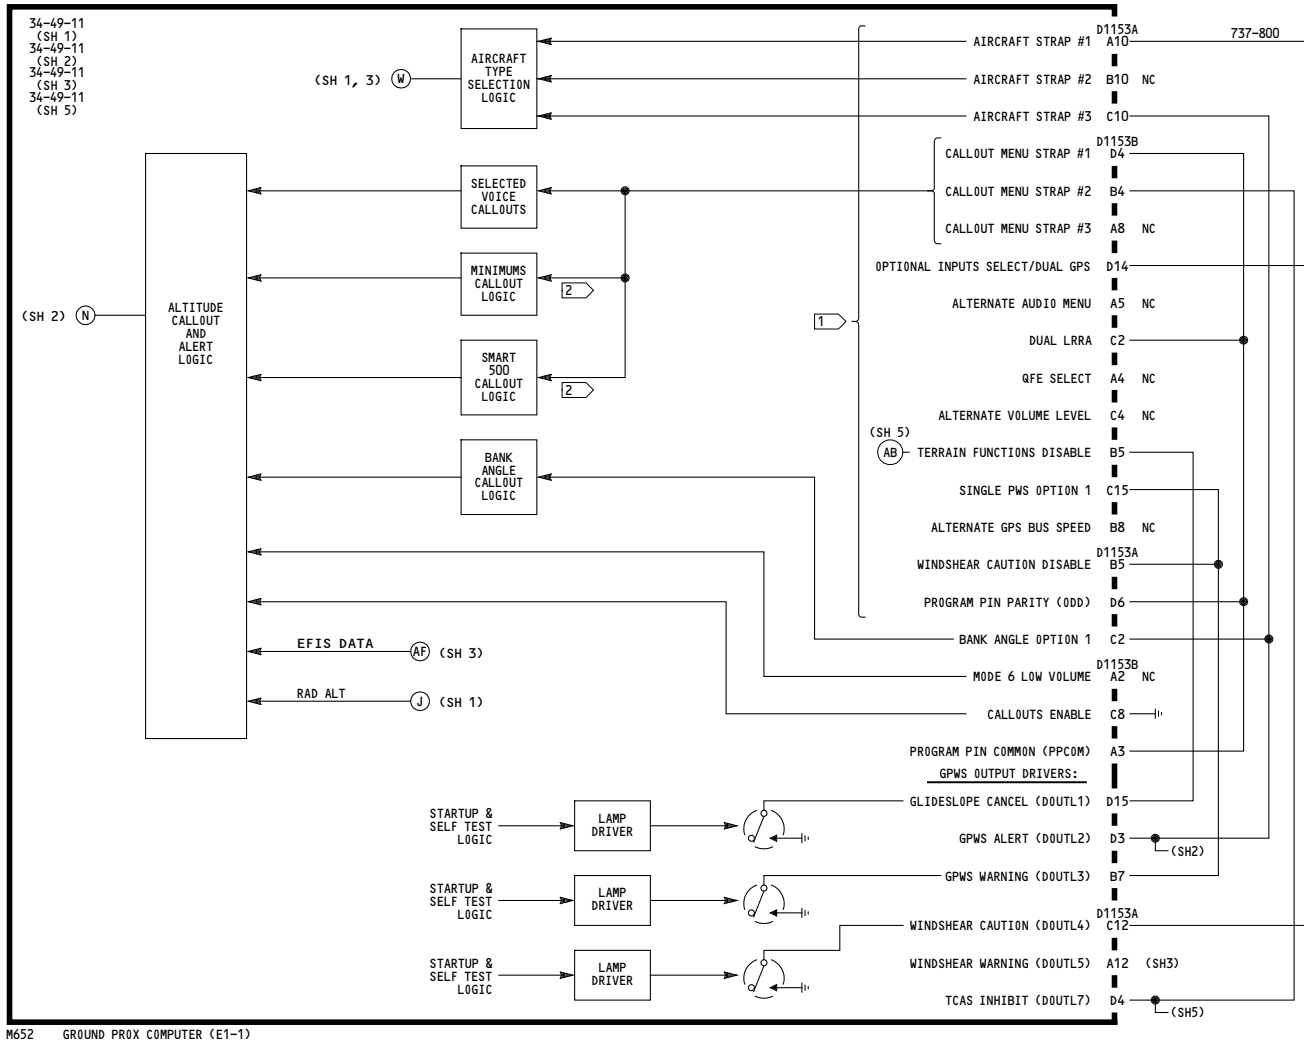 34-49-11
(SH 1)
34-49-11
(SH 2)
34-49-11
(SH 3)
34-49-11
(SH 5)
(SH 1, 3) W
AIRCRAFT
TYPE
SELECTION
LOGIC
D1153A
AIRCRAFT STRAP #1 A10
737-800
AIRCRAFT STRAP #2 B10 NC
AIRCRAFT STRAP #3 C10
D1153B
CALLOUT MENU STRAP #1 D4
CALLOUT MENU STRAP #2 B4
CALLOUT MENU STRAP #3 A8 NC
SELECTED
VOICE
CALLOUTS
MINIMUMS
CALLOUT
LOGIC
2
SMART
500
CALLOUT
LOGIC
2
BANK
ANGLE
CALLOUT
LOGIC
(SH 2) N
ALTITUDE
CALLOUT
AND
ALERT
LOGIC
1
OPTIONAL INPUTS SELECT/DUAL GPS D14
ALTERNATE AUDIO MENU A5 NC
DUAL LRRA C2
QFE SELECT A4 NC
ALTERNATE VOLUME LEVEL C4 NC
(SH 5)
AB TERRAIN FUNCTIONS DISABLE B5
SINGLE PWS OPTION 1 C15
ALTERNATE GPS BUS SPEED B8 NC
D1153A
WINDSHEAR CAUTION DISABLE B5
PROGRAM PIN PARITY (ODD) D6
BANK ANGLE OPTION 1 C2
EFIS DATA AF (SH 3)
RAD ALT J (SH 1)
D1153B
MODE 6 LOW VOLUME A2 NC
CALLOUTS ENABLE C8
PROGRAM PIN COMMON (PPCOM) A3
GPWS OUTPUT DRIVERS:
STARTUP &
SELF TEST
LOGIC
LAMP
DRIVER
GLIDESLOPE CANCEL (DOUTL1) D15
GPWS ALERT (DOUTL2) D3
(SH2)
STARTUP &
SELF TEST
LOGIC
LAMP
DRIVER
GPWS WARNING (DOUTL3) B7
D1153A
WINDSHEAR CAUTION (DOUTL4) C12
STARTUP &
SELF TEST
LOGIC
LAMP
DRIVER
WINDSHEAR WARNING (DOUTL5) A12 (SH3)
TCAS INHIBIT (DOUTL7) D4
(SH5)
M652 GROUND PROX COMPUTER (E1-1)